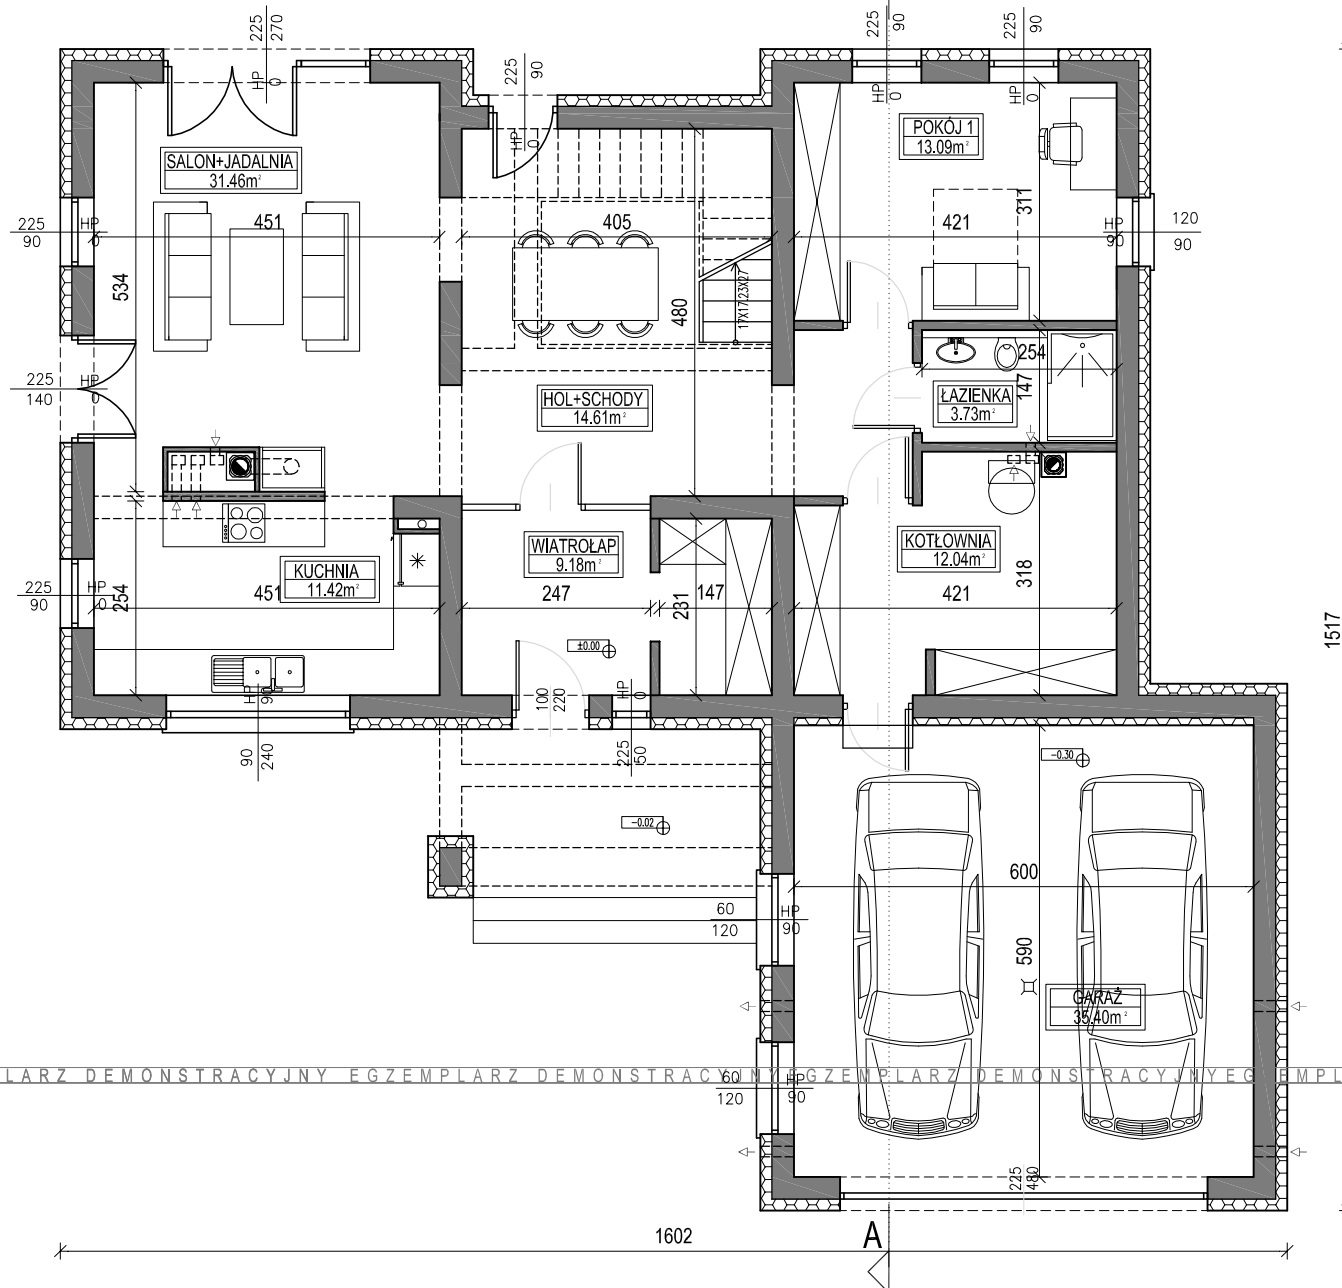 225
270
HP
0
225
90
HP
0
225
90
HP
0
225
90
HP
0
SALON+JADALNIA
31.46m²
POKÓJ 1
13.09m²
225
90
HP
0
451
405
421
311
HP
90
120
90
534
480
17X17.23X27
225
140
HP
0
HOL+SCHODY
14.61m²
254
147
ŁAZIENKA
3.73m²
WIATROŁAP
9.18m²
KOTŁOWNIA
12.04m²
KUCHNIA
11.42m²
225
90
HP
0
254
451
247
231
147
421
318
1517
±0.00
HP
90
100
220
HP
0
90
240
225
50
-0.30
-0.02
600
60
120
HP
90
590
GARAŻ
35.40m²
LARZ DEMONSTRACYJNY EGZEMPLARZ DEMONSTRACYJNY EGZEMPLARZ DEMONSTRACYJNY EGZEMPL
60
120
HP
90
225
480
1602
A